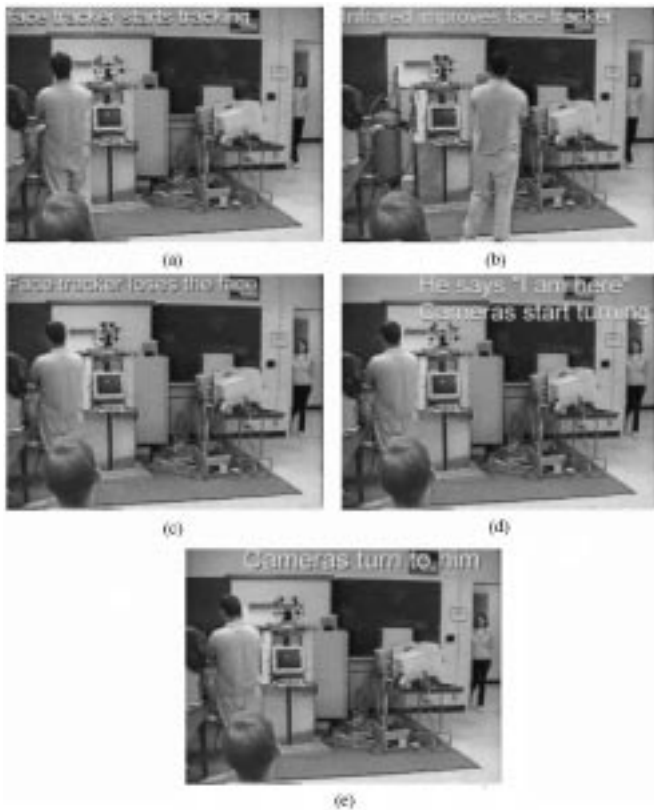 Face tracker starts tracking
Infrared improves face tracker
(a)
(b)
Face tracker loses the face
He says "I am here"
Cameras start turning
(c)
(d)
Cameras turn to him
(e)